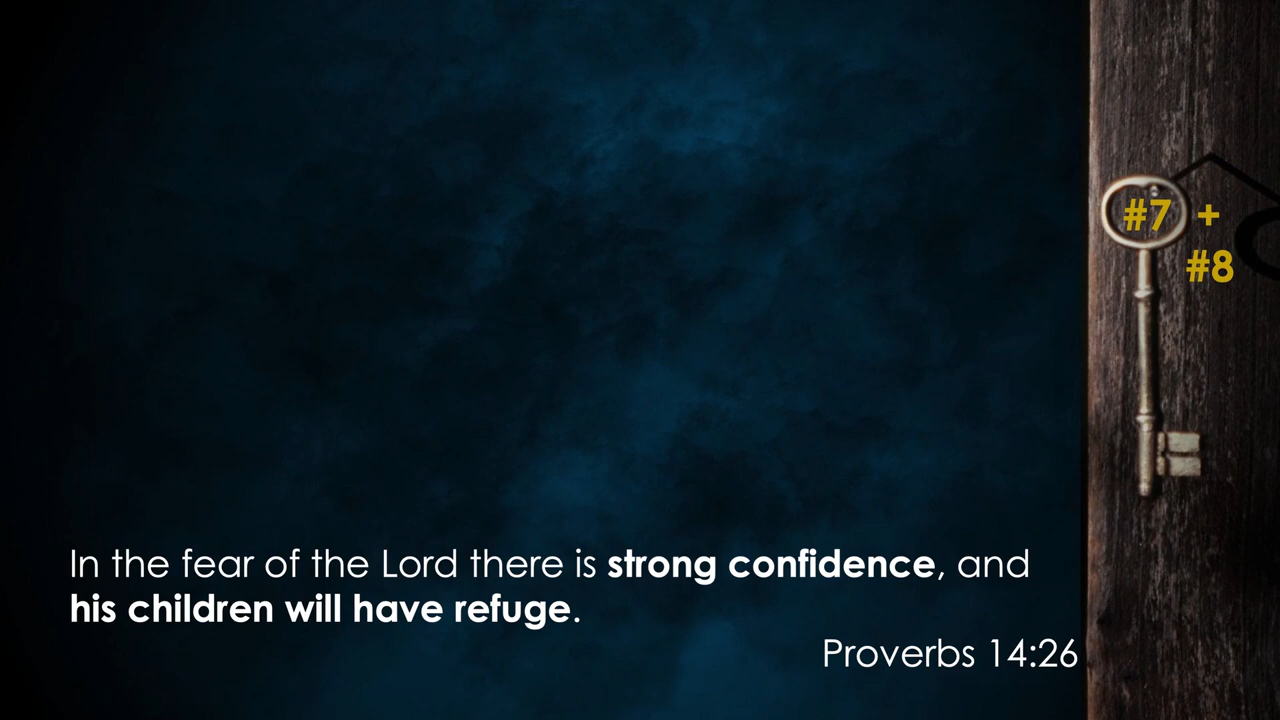 #7 +
#8
In the fear of the Lord there is strong confidence, and
his children will have refuge.
Proverbs 14:26